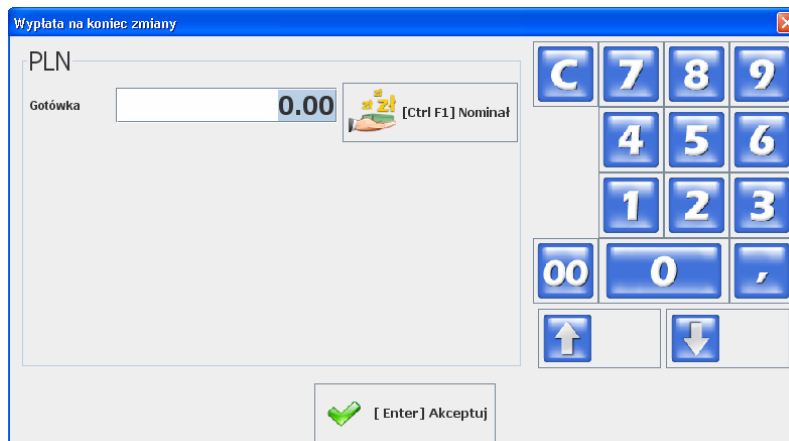 Wypłata na koniec zmiany
PLN
Gotówka
0.00
zł
[Ctrl F1] Nominał
C 7 8 9
4 5 6
1 2 3
00 0 ,
[ Enter] Akceptuj